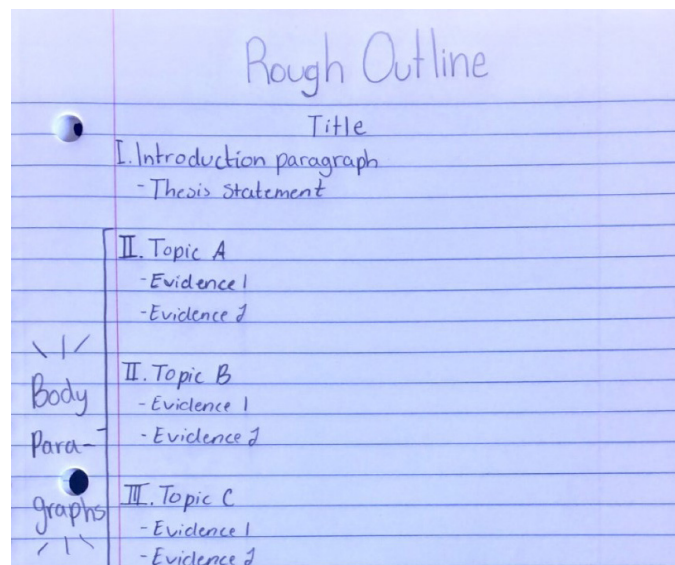 Rough Outline
Title
I. Introduction paragraph
- Thesis Statement
II. Topic A
- Evidence 1
- Evidence 2
II. Topic B
- Evidence 1
- Evidence 2
III. Topic C
- Evidence 1
- Evidence 2
Body
Para-
graphs